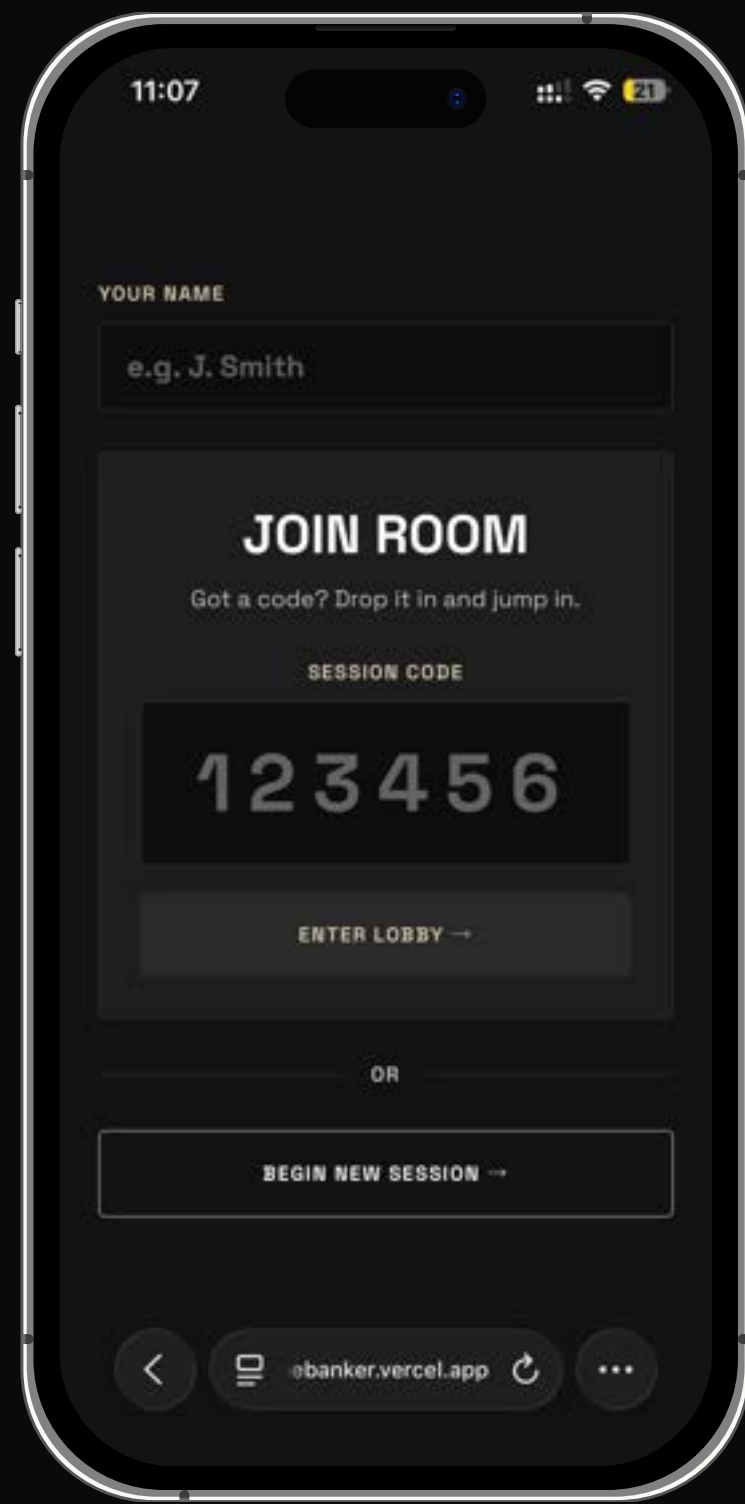 11:07
21
YOUR NAME
e.g. J. Smith
JOIN ROOM
Got a code? Drop it in and jump in.
SESSION CODE
123456
ENTER LOBBY →
OR
BEGIN NEW SESSION →
ebanker.vercel.app